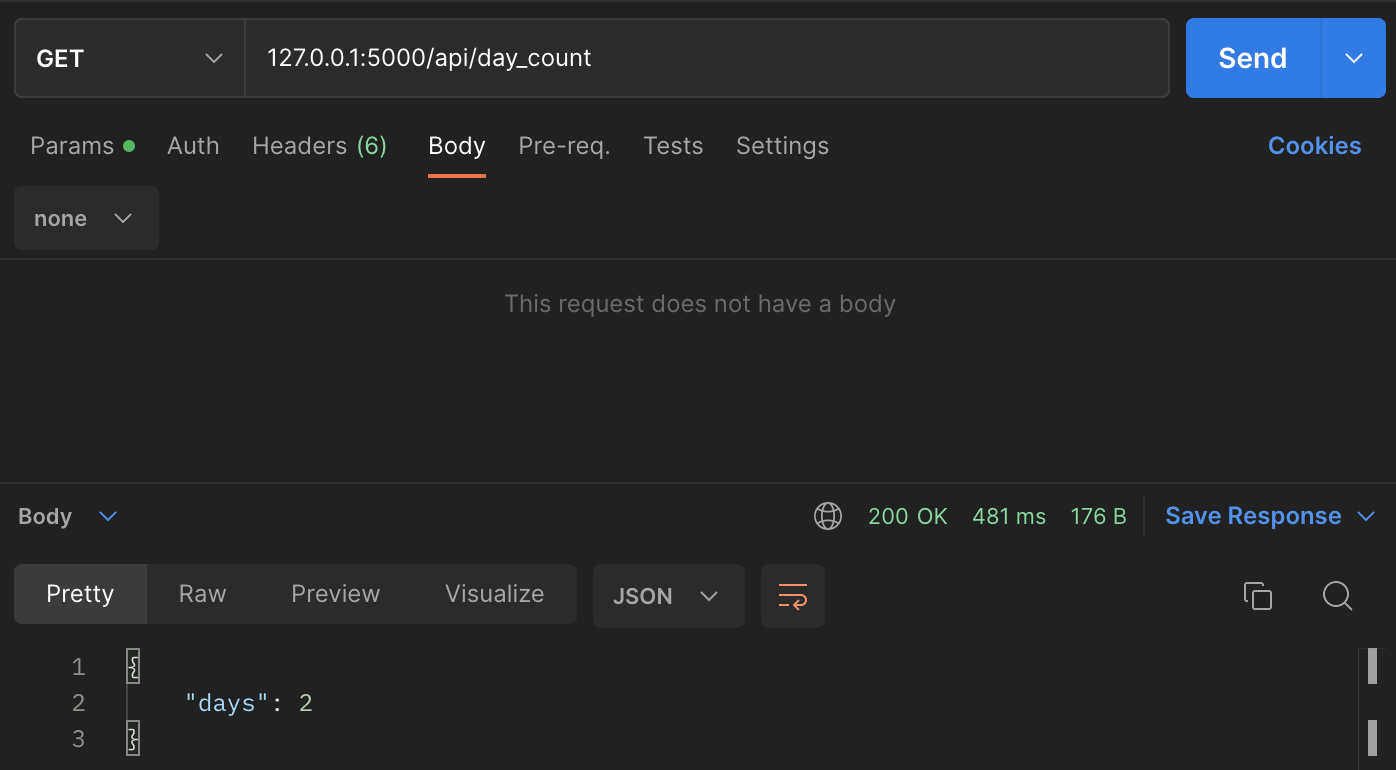 GET 127.0.0.1:5000/api/day_count Send
Params Auth Headers (6) Body Pre-req. Tests Settings Cookies
none
This request does not have a body
Body 200 OK 481 ms 176 B Save Response
Pretty Raw Preview Visualize JSON
1 {
2 "days": 2
3 }